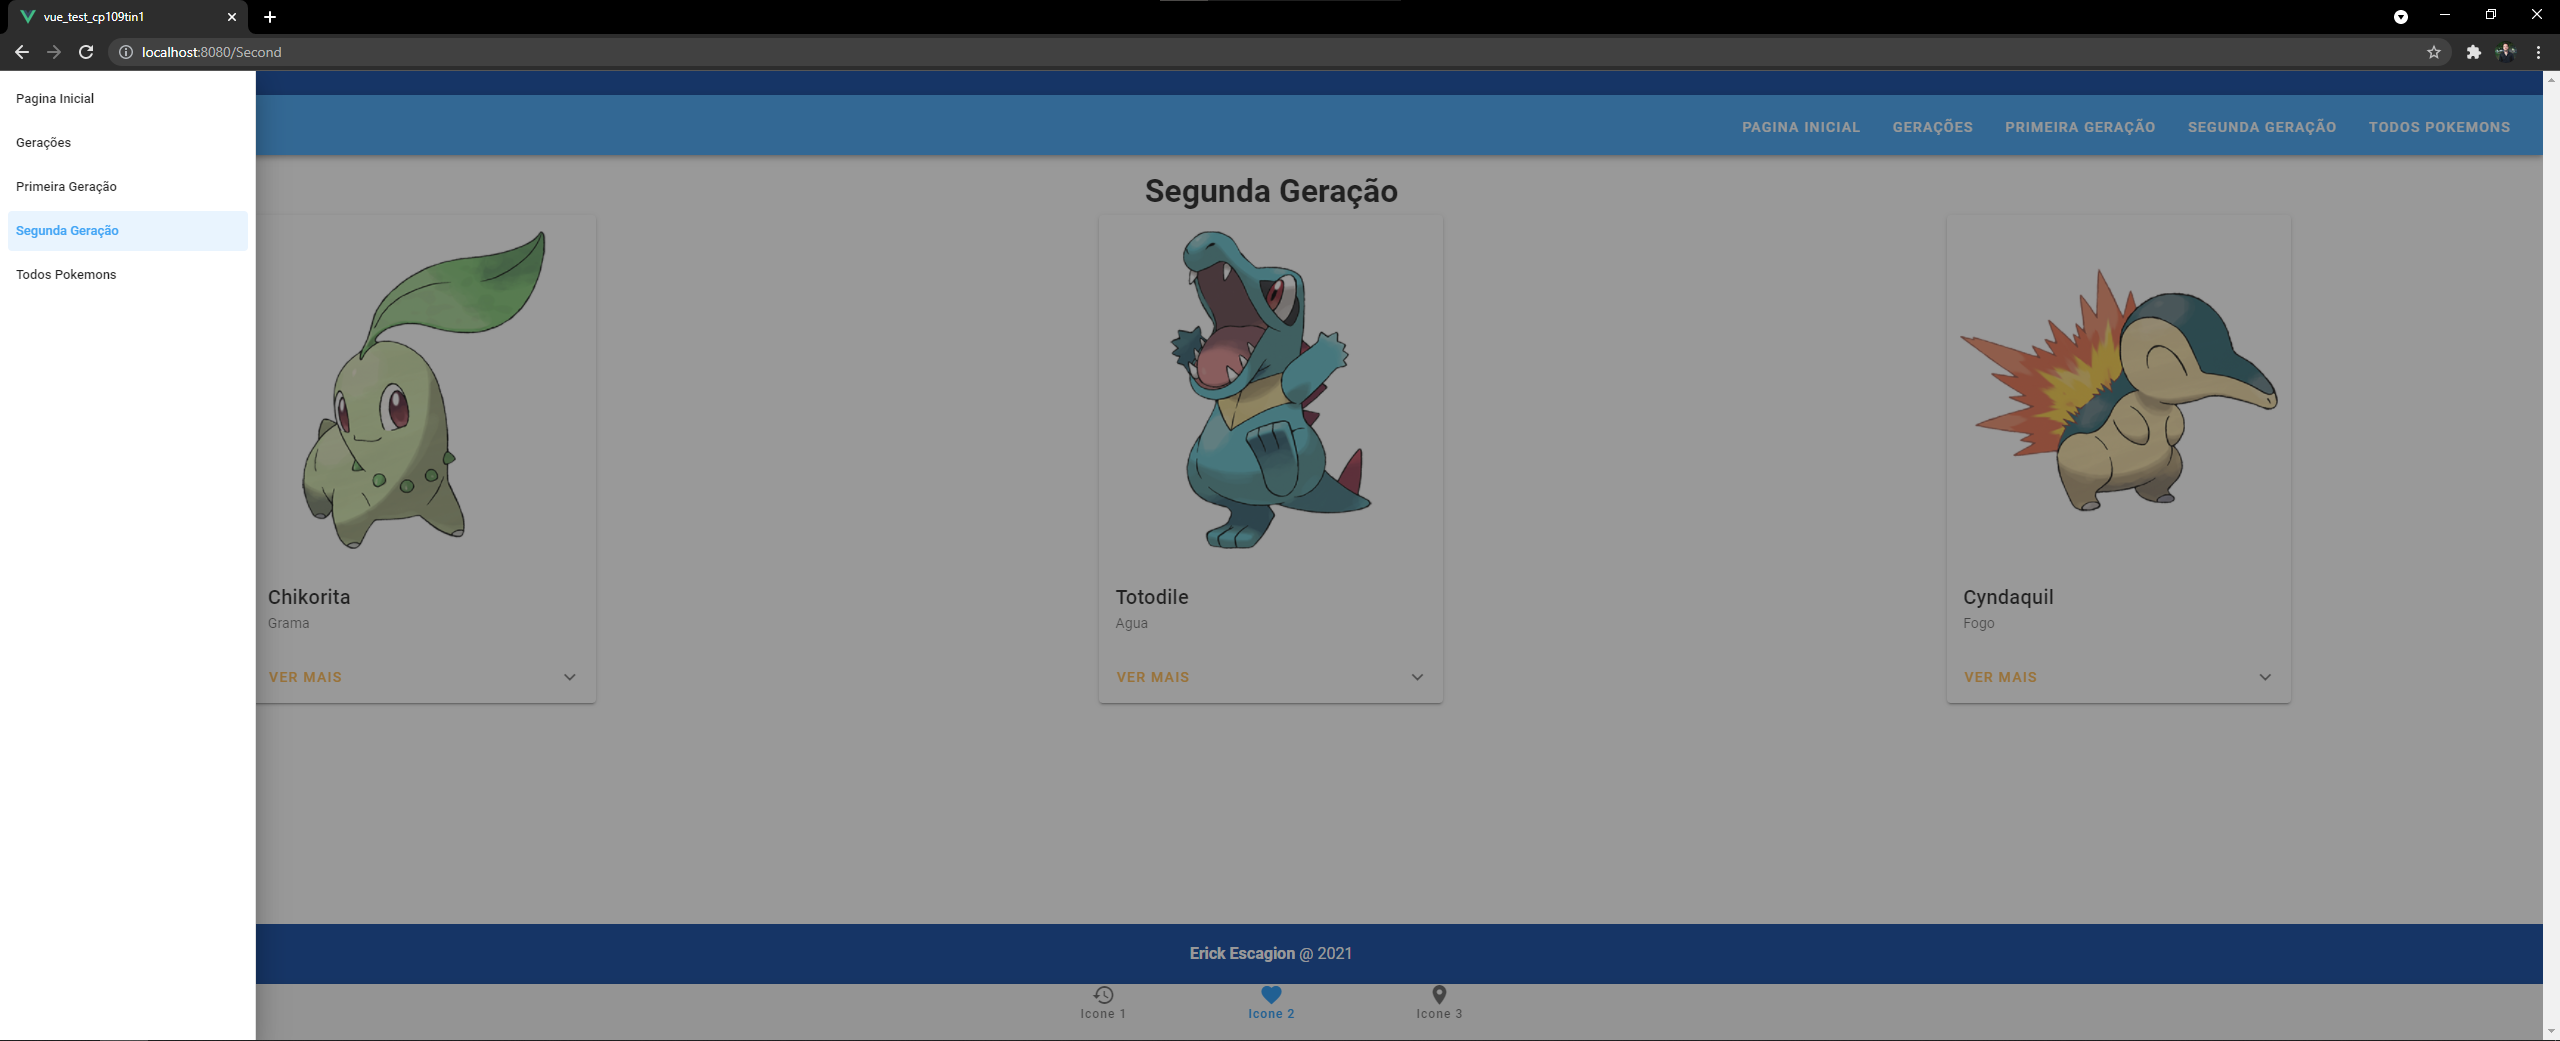 vue_test_cp109tin1
localhost:8080/Second
Pagina Inicial
Gerações
Primeira Geração
Segunda Geração
Todos Pokemons
PAGINA INICIAL GERAÇÕES PRIMEIRA GERAÇÃO SEGUNDA GERAÇÃO TODOS POKEMONS
Segunda Geração
Chikorita
Grama
VER MAIS
Totodile
Agua
VER MAIS
Cyndaquil
Fogo
VER MAIS
Erick Escagion @ 2021
Icone 1
Icone 2
Icone 3